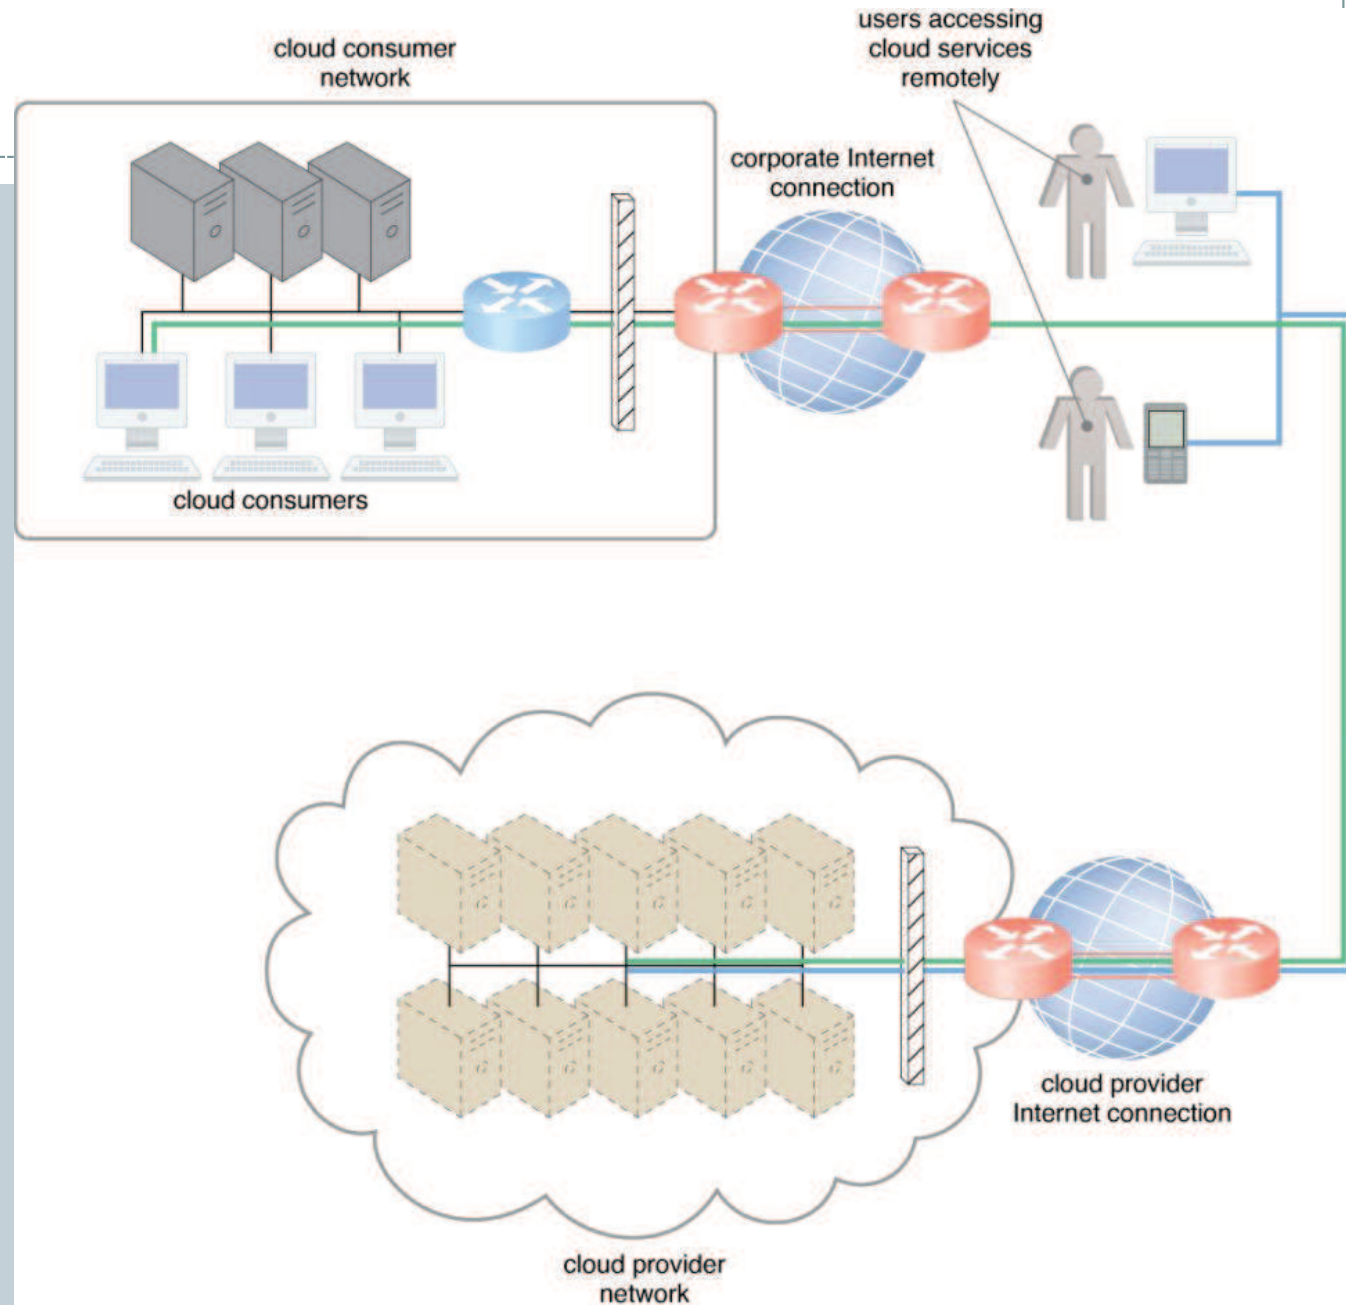 cloud consumer
network
users accessing
cloud services
remotely
corporate Internet
connection
cloud consumers
cloud provider
Internet connection
cloud provider
network